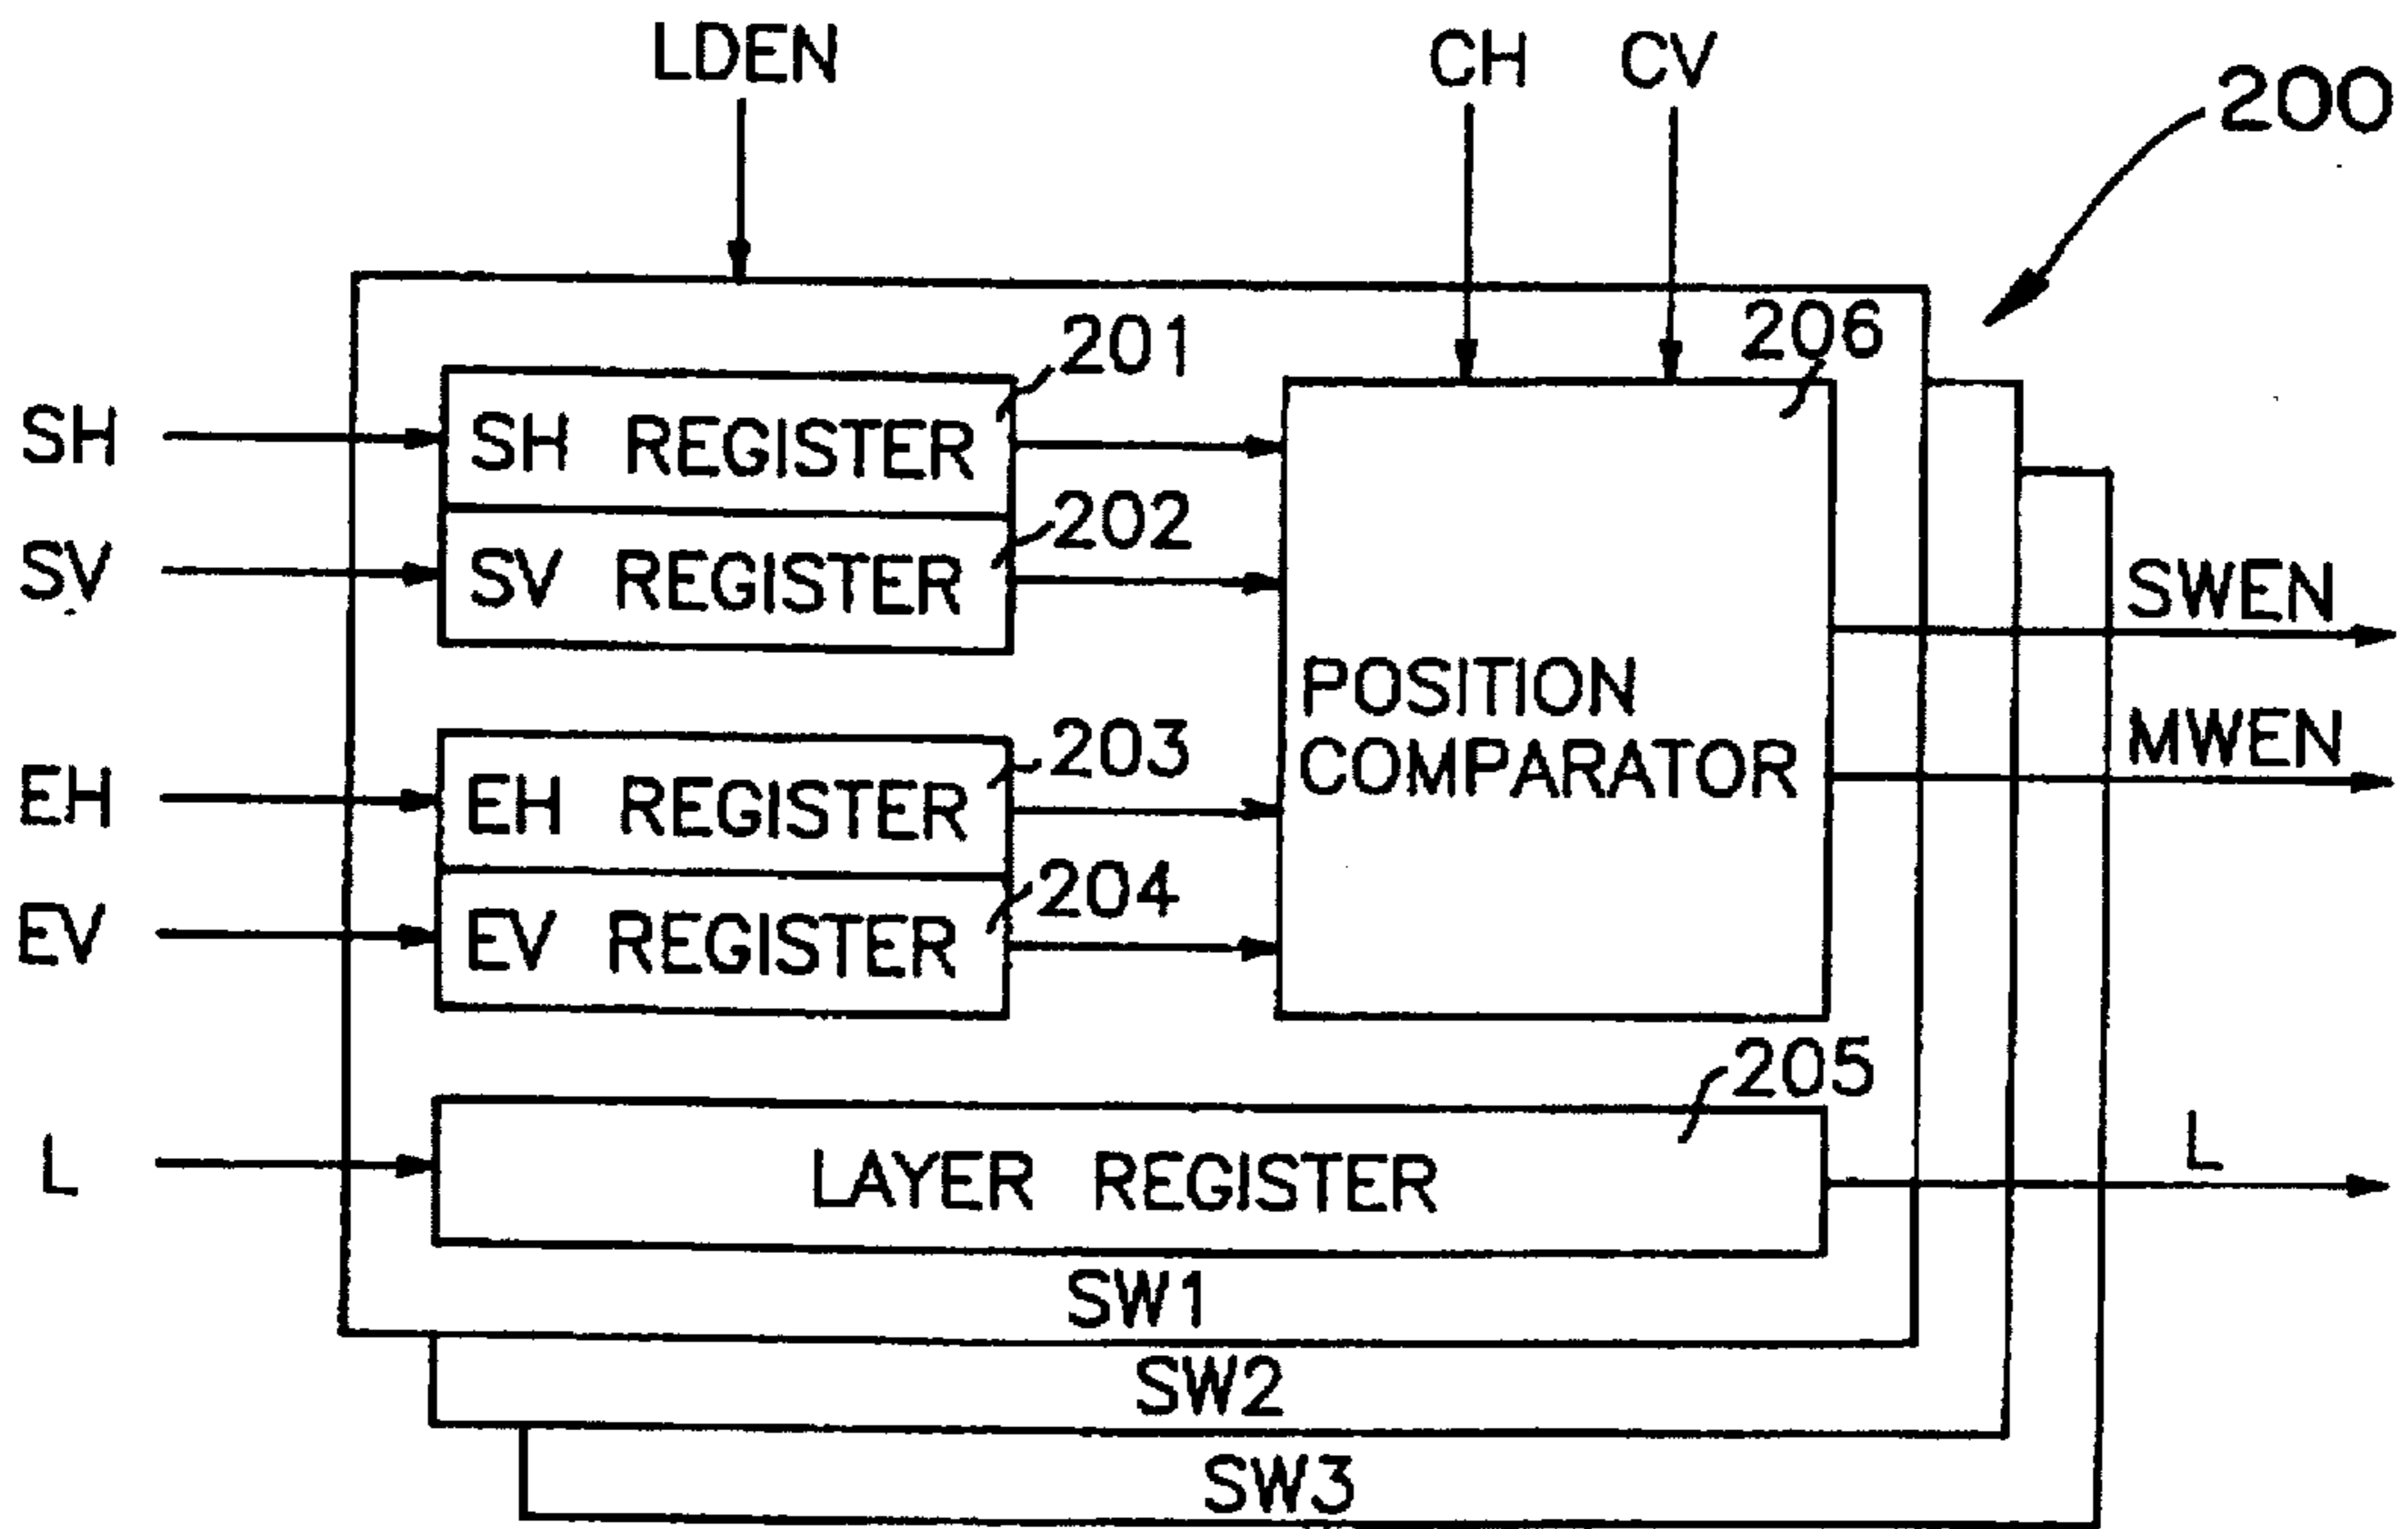 LDEN
CH CV
200
206
201
SH
SH REGISTER
202
SV
SV REGISTER
SWEN
POSITION
COMPARATOR
MWEN
203
EH
EH REGISTER
204
EV
EV REGISTER
205
L
LAYER REGISTER
L
SW1
SW2
SW3